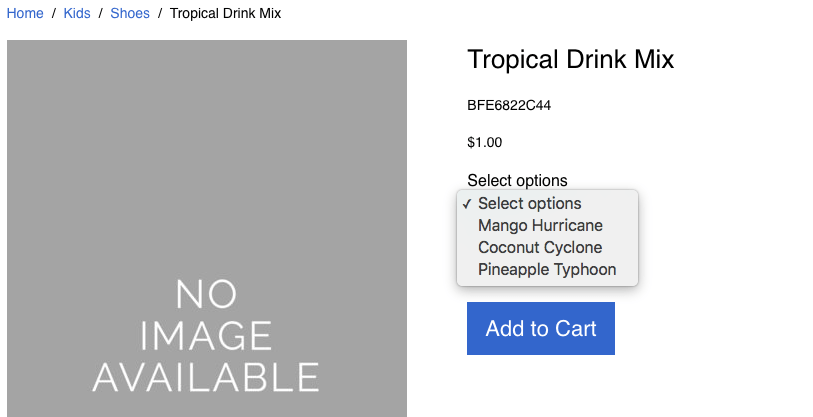 Home / Kids / Shoes / Tropical Drink Mix
Tropical Drink Mix
BFE6822C44
$1.00
Select options
✓ Select options
Mango Hurricane
Coconut Cyclone
Pineapple Typhoon
Add to Cart
NO
IMAGE
AVAILABLE